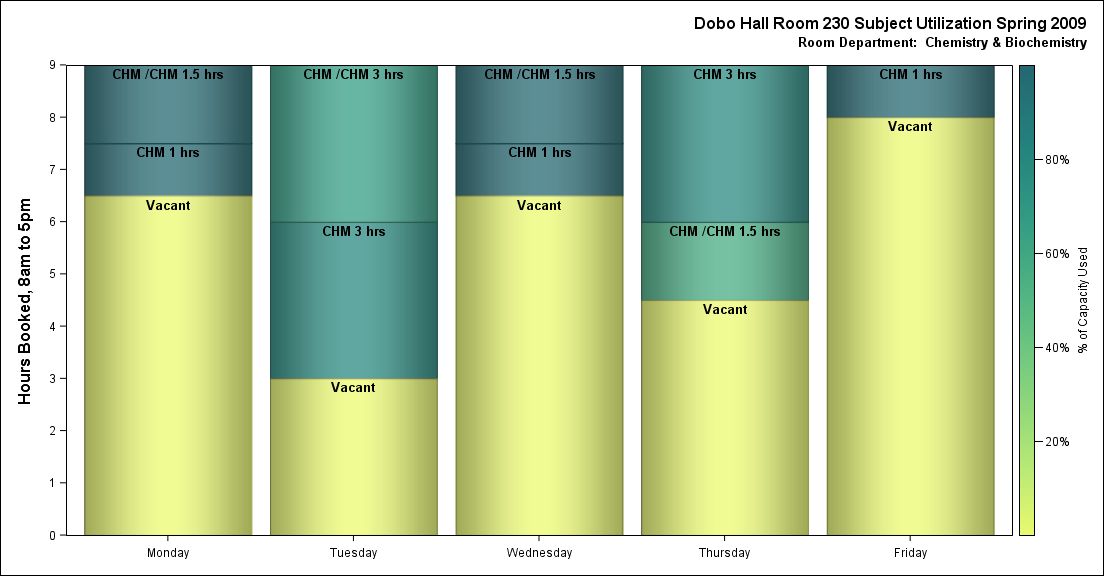 Dobo Hall Room 230 Subject Utilization Spring 2009
Room Department:  Chemistry & Biochemistry
Hours Booked, 8am to 5pm
9
8
7
6
5
4
3
2
1
0
CHM /CHM 1.5 hrs
CHM 1 hrs
Vacant
Monday
CHM /CHM 3 hrs
CHM 3 hrs
Vacant
Tuesday
CHM /CHM 1.5 hrs
CHM 1 hrs
Vacant
Wednesday
CHM 3 hrs
CHM /CHM 1.5 hrs
Vacant
Thursday
CHM 1 hrs
Vacant
Friday
80%
60%
40%
20%
% of Capacity Used